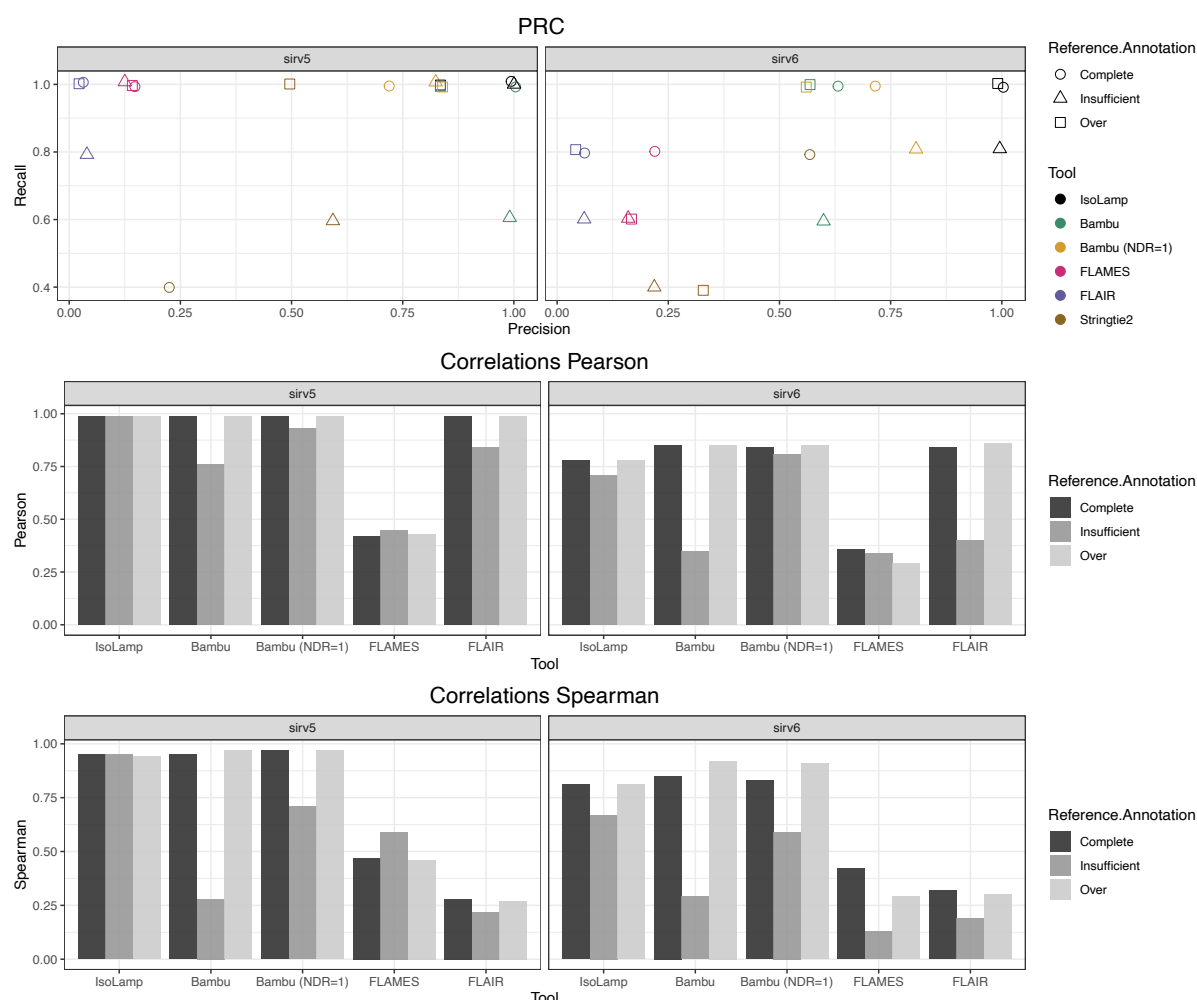 PRC
sirv5
sirv6
Recall
1.0
0.8
0.6
0.4
0.00
0.25
0.50
0.75
1.00
0.00
0.25
0.50
0.75
1.00
Precision
Reference.Annotation
Complete
Insufficient
Over
Tool
IsoLamp
Bambu
Bambu (NDR=1)
FLAMES
FLAIR
Stringtie2
Correlations Pearson
sirv5
sirv6
Pearson
1.00
0.75
0.50
0.25
0.00
IsoLamp
Bambu
Bambu (NDR=1)
FLAMES
FLAIR
IsoLamp
Bambu
Bambu (NDR=1)
FLAMES
FLAIR
Tool
Reference.Annotation
Complete
Insufficient
Over
Correlations Spearman
sirv5
sirv6
Spearman
1.00
0.75
0.50
0.25
0.00
IsoLamp
Bambu
Bambu (NDR=1)
FLAMES
FLAIR
IsoLamp
Bambu
Bambu (NDR=1)
FLAMES
FLAIR
Tool
Reference.Annotation
Complete
Insufficient
Over